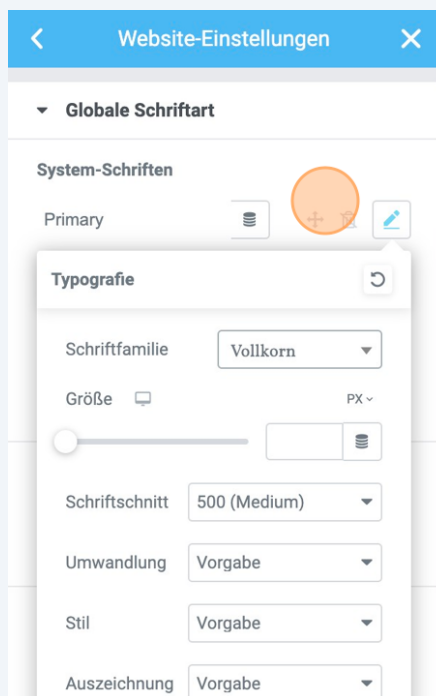 Website-Einstellungen
Globale Schriftart
System-Schriften
Primary
Typografie
Schriftfamilie Vollkorn
Größe PX
Schriftschnitt 500 (Medium)
Umwandlung Vorgabe
Stil Vorgabe
Auszeichnung Vorgabe